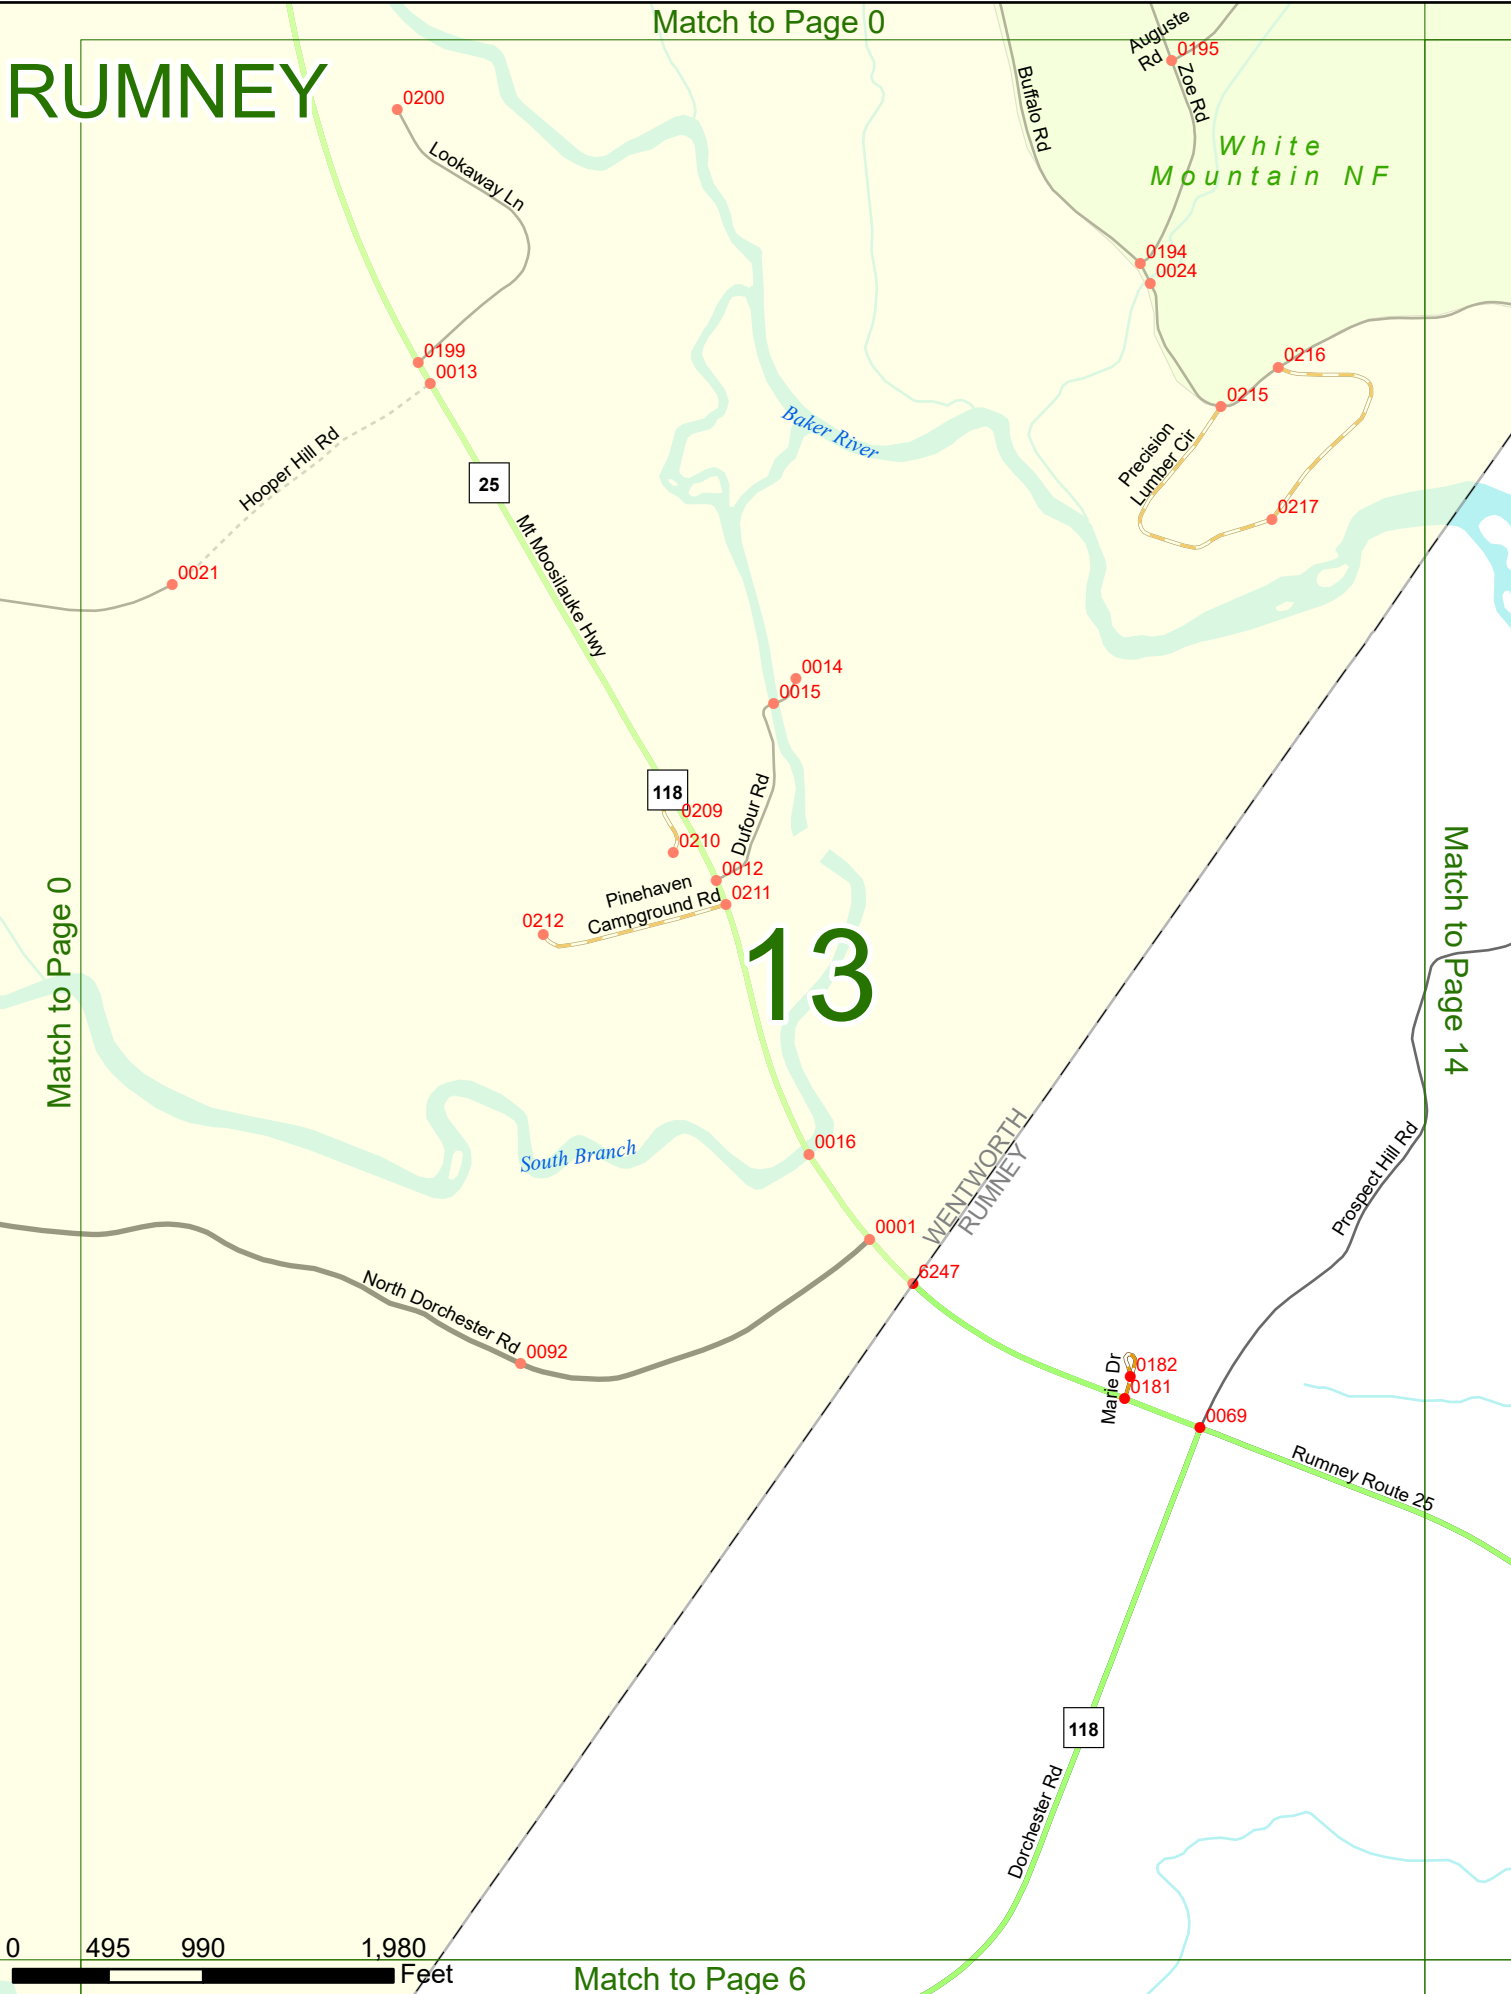 Match to Page 0
RUMNEY
Auguste
Rd
0195
Zoe Rd
Buffalo Rd
0200
Lookaway Ln
White
Mountain NF
0194
0024
0199
0013
0216
0215
Baker River
Precision
Lumber Cir
Hooper Hill Rd
25
0217
Mt Moosilauke Hwy
0021
0014
0015
118
0209
Dufour Rd
0210
0012
Pinehaven
Campground Rd
0211
0212
13
Match to Page 0
Match to Page 14
South Branch
0016
WENTWORTH
RUMNEY
Prospect Hill Rd
0001
6247
North Dorchester Rd
0092
Marie Dr
0182
0181
0069
Rumney Route 25
118
Dorchester Rd
0 495 990 1,980
Feet
Match to Page 6